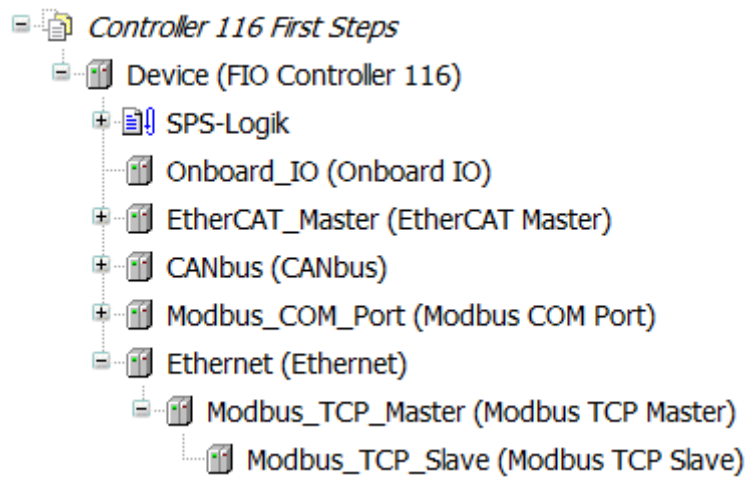 Controller 116 First Steps
Device (FIO Controller 116)
SPS-Logik
Onboard_IO (Onboard IO)
EtherCAT_Master (EtherCAT Master)
CANbus (CANbus)
Modbus_COM_Port (Modbus COM Port)
Ethernet (Ethernet)
Modbus_TCP_Master (Modbus TCP Master)
Modbus_TCP_Slave (Modbus TCP Slave)